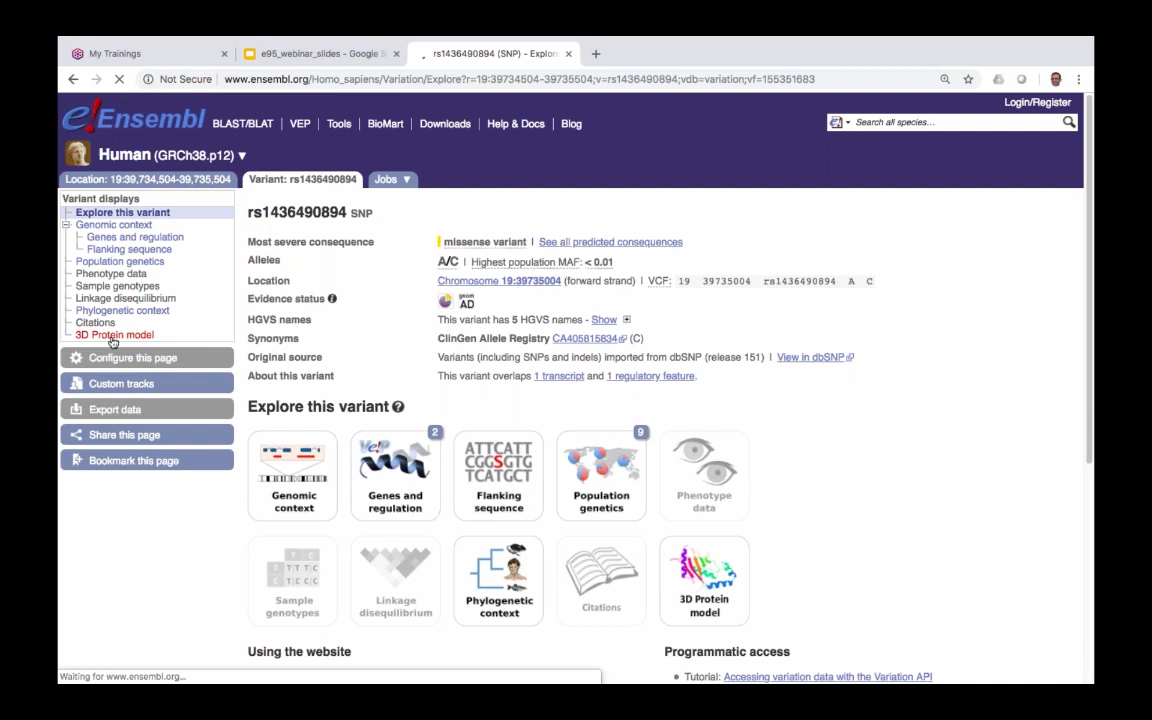 My Trainings × e95_webinar_slides - Google S × rs1436490894 (SNP) - Explore × +
Not Secure | www.ensembl.org/Homo_sapiens/Variation/Explore?r=19:39734504-39735504;v=rs1436490894;vdb=variation;vf=155351683
Login/Register
e!Ensembl BLAST/BLAT | VEP | Tools | BioMart | Downloads | Help & Docs | Blog
Search all species...
Human (GRCh38.p12) ▼
Location: 19:39,734,504-39,735,504 Variant: rs1436490894 Jobs ▼
Variant displays
Explore this variant
Genomic context
Genes and regulation
Flanking sequence
Population genetics
Phenotype data
Sample genotypes
Linkage disequilibrium
Phylogenetic context
Citations
3D Protein model
Configure this page
Custom tracks
Export data
Share this page
Bookmark this page
rs1436490894 SNP
Most severe consequence missense variant | See all predicted consequences
Alleles A/C | Highest population MAF: < 0.01
Location Chromosome 19:39735004 (forward strand) | VCF: 19 39735004 rs1436490894 A C
Evidence status gnom AD
HGVS names This variant has 5 HGVS names - Show
Synonyms ClinGen Allele Registry CA405815834 (C)
Original source Variants (including SNPs and indels) imported from dbSNP (release 151) | View in dbSNP
About this variant This variant overlaps 1 transcript and 1 regulatory feature.
Explore this variant
Genomic context
2
Ve!P
Genes and regulation
ATTCATT
CGGSGTG
TCATGCT
Flanking sequence
9
Population genetics
Phenotype data
T C T C
T T T C
C T C C
Sample genotypes
Linkage disequilibrium
Phylogenetic context
Citations
3D Protein model
Using the website
Programmatic access
Tutorial: Accessing variation data with the Variation API
Waiting for www.ensembl.org...